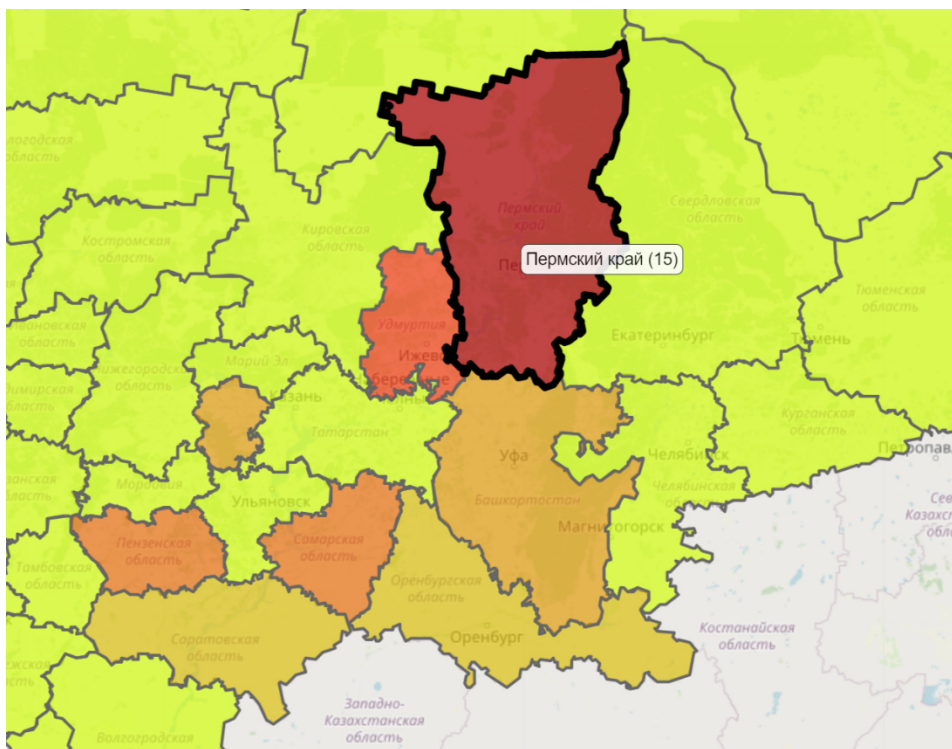 область
Костромская
область
Кировская
область
Пермский
край
Пермский край (15)
Свердловская
область
Тюменская
область
Удмуртия
Екатеринбург
Тюмень
Марий Эл
Казань
Татарстан
Курганская
область
Уфа
Челябинск
Башкортостан
Челябинская
область
Мордовия
Ульяновск
Магнитогорск
Пензенская
область
Самарская
область
Тамбовская
область
Оренбургская
область
Оренбург
Саратовская
область
Костанайская
область
Западно-
Казахстанская
область
Волгоградская